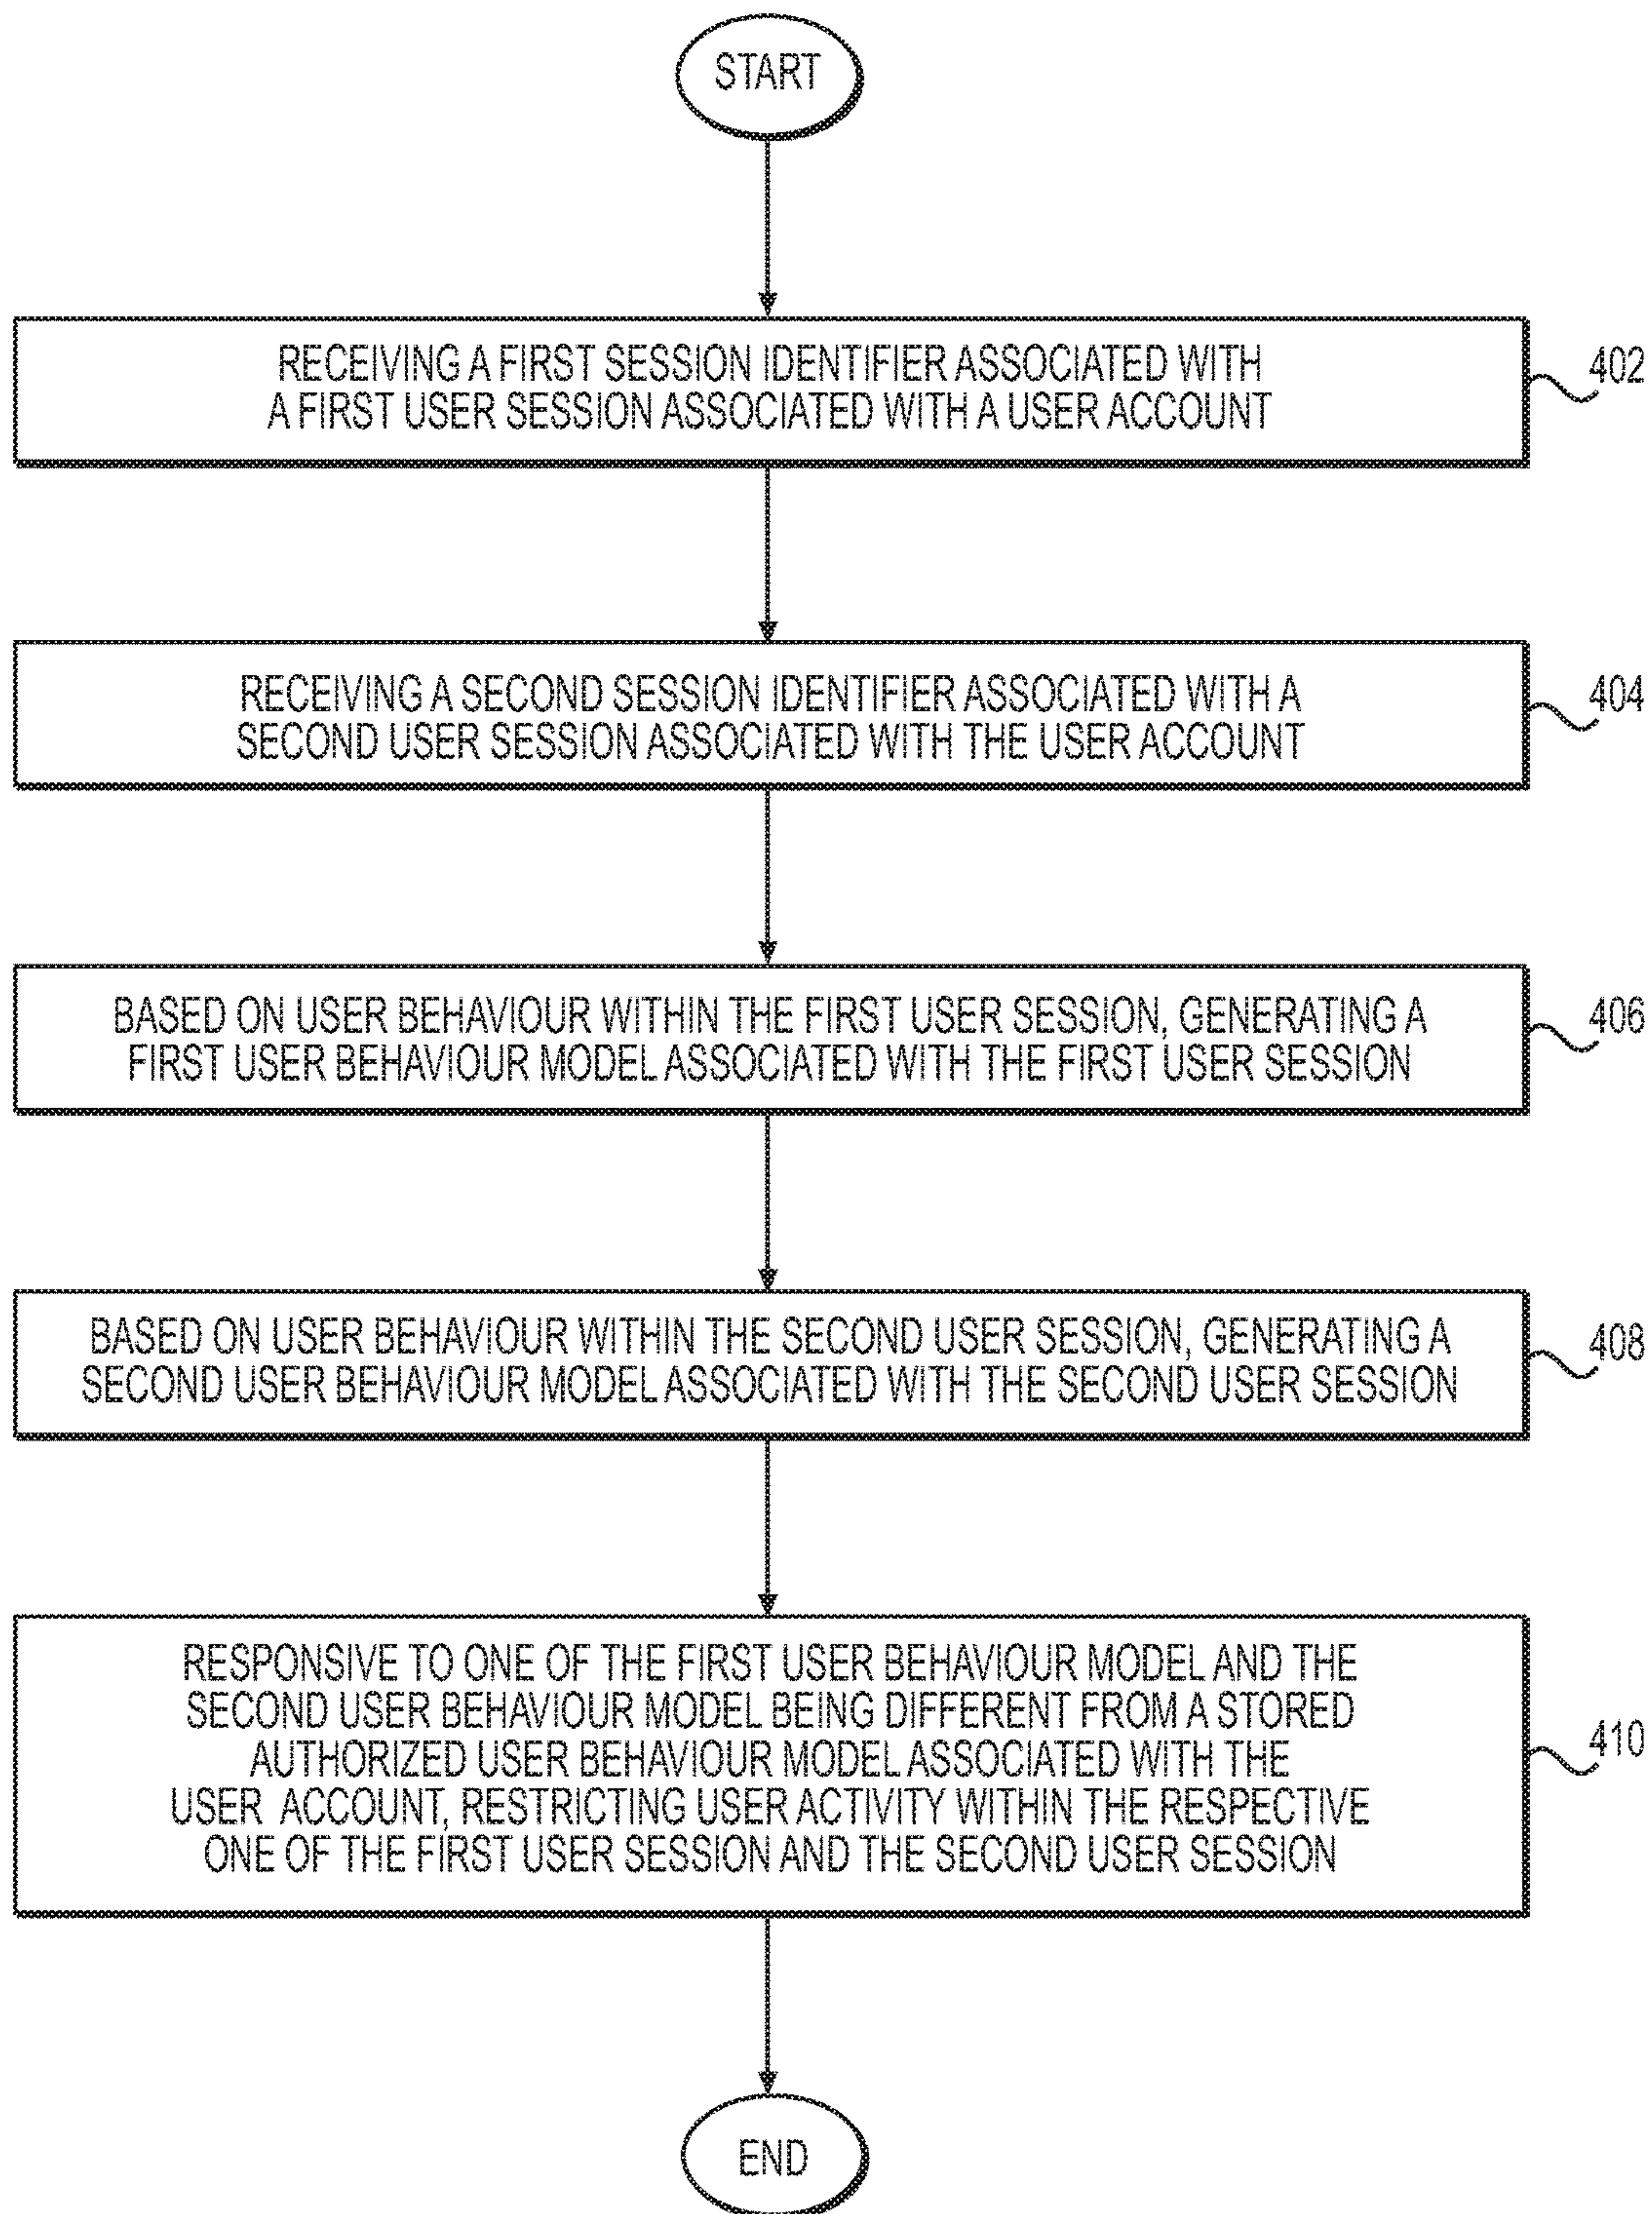 START
RECEIVING A FIRST SESSION IDENTIFIER ASSOCIATED WITH
A FIRST USER SESSION ASSOCIATED WITH A USER ACCOUNT
402
RECEIVING A SECOND SESSION IDENTIFIER ASSOCIATED WITH A
SECOND USER SESSION ASSOCIATED WITH THE USER ACCOUNT
404
BASED ON USER BEHAVIOUR WITHIN THE FIRST USER SESSION, GENERATING A
FIRST USER BEHAVIOUR MODEL ASSOCIATED WITH THE FIRST USER SESSION
406
BASED ON USER BEHAVIOUR WITHIN THE SECOND USER SESSION, GENERATING A
SECOND USER BEHAVIOUR MODEL ASSOCIATED WITH THE SECOND USER SESSION
408
RESPONSIVE TO ONE OF THE FIRST USER BEHAVIOUR MODEL AND THE
SECOND USER BEHAVIOUR MODEL BEING DIFFERENT FROM A STORED
AUTHORIZED USER BEHAVIOUR MODEL ASSOCIATED WITH THE
USER ACCOUNT, RESTRICTING USER ACTIVITY WITHIN THE RESPECTIVE
ONE OF THE FIRST USER SESSION AND THE SECOND USER SESSION
410
END